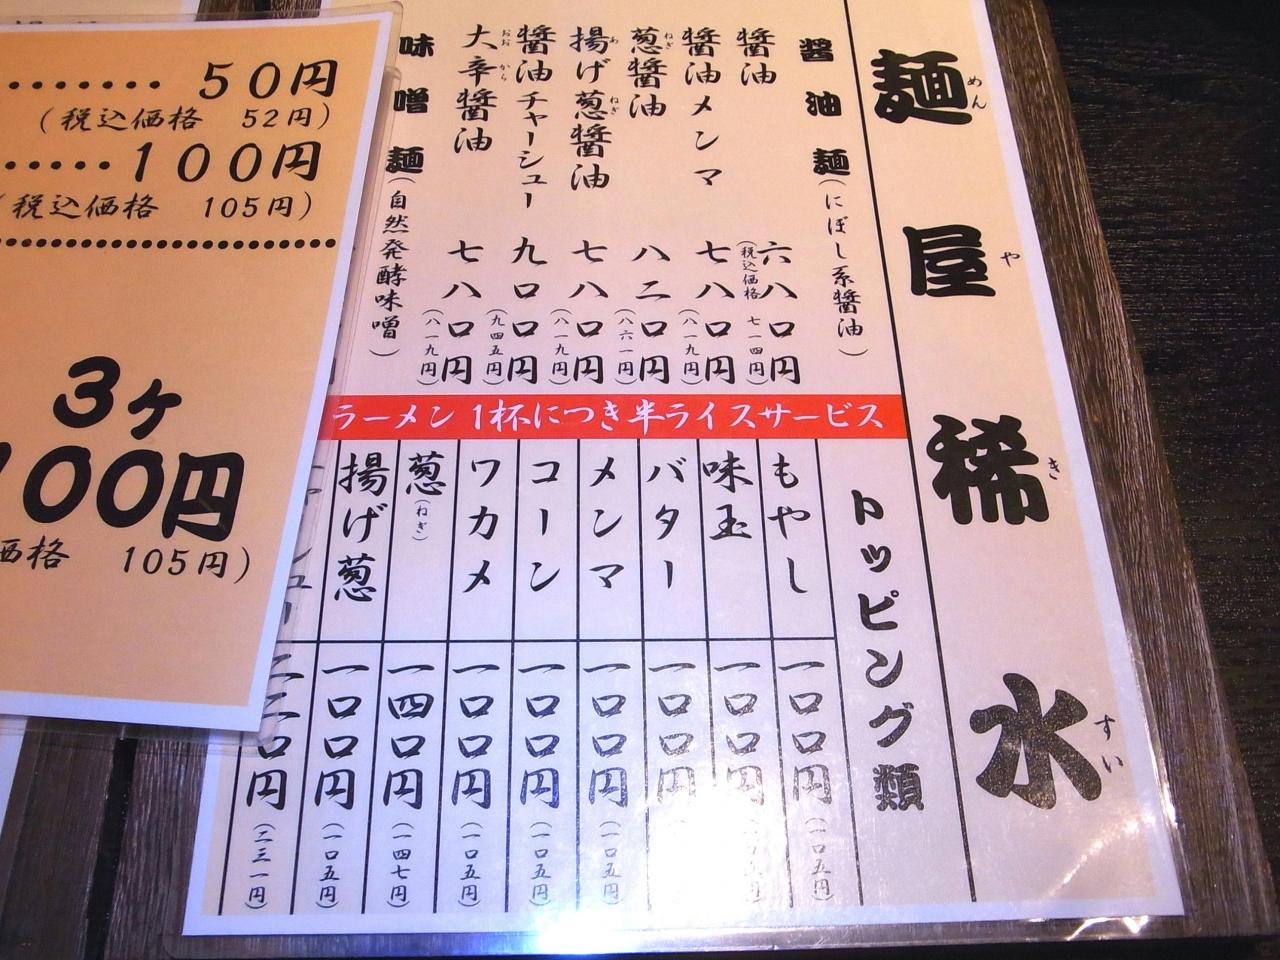 麺屋 稀水
めん や き すい
醤油麺（にぼし系醤油）
醤油 六八〇円
（税込価格 七一四円）
醤油メンマ 七八〇円
（八一九円）
葱醤油 八二〇円
ねぎ
（八六一円）
揚げ葱醤油 七八〇円
あ ねぎ
（八一九円）
醤油チャーシュー 九〇〇円
（九四五円）
大辛醤油 七八〇円
おお から
（八一九円）
味噌麺（自然発酵味噌）
ラーメン 1杯につき半ライスサービス
トッピング類
もやし 一〇〇円（一〇五円）
味玉 一〇〇円
バター 一〇〇円
メンマ 一〇〇円（一〇五円）
コーン 一〇〇円（一〇五円）
ワカメ 一〇〇円（一〇五円）
葱（ねぎ） 一四〇円（一四七円）
揚げ葱 一〇〇円（一〇五円）
二二〇円（二三一円）
50円
（税込価格 52円）
100円
（税込価格 105円）
3ヶ
100円
価格 105円）